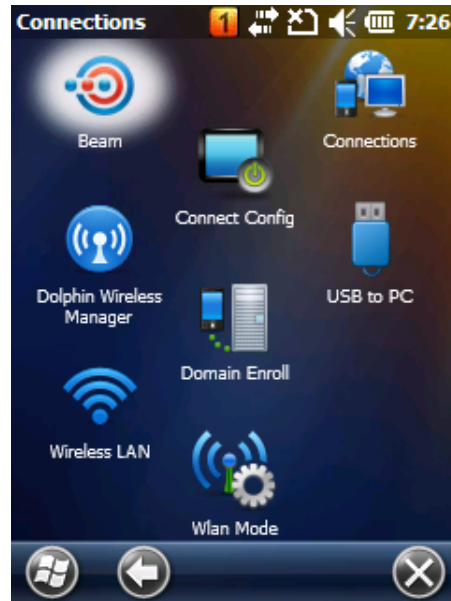 Connections 1 7:26
Beam
Connections
Connect Config
Dolphin Wireless
Manager
USB to PC
Domain Enroll
Wireless LAN
Wlan Mode